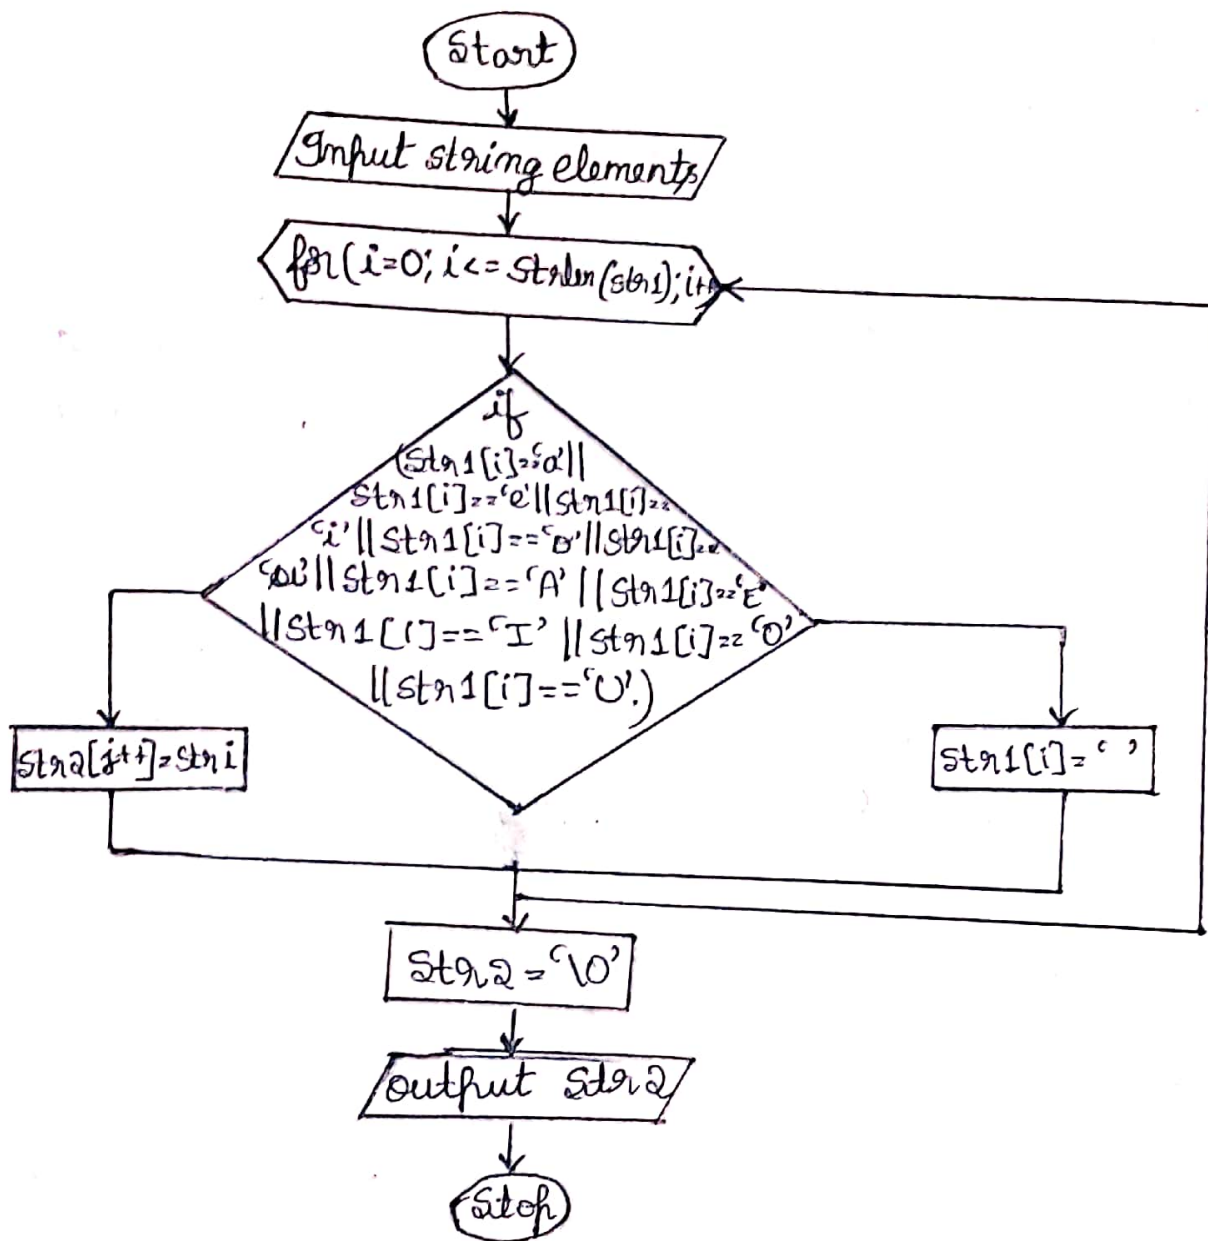 Start
Input string elements
for(i=0; i<=Strlen(str1); i++)
if
(Str1[i]=='a'||
Str1[i]=='e'||str1[i]==
'i'||Str1[i]=='o'||str1[i]==
'u'||Str1[i]=='A'||Str1[i]=='E'
||Str1[i]=='I'||Str1[i]=='O'
||Str1[i]=='U')
Str2[j++]=Str i
Str1[i]=' '
Str2='\0'
output Str2
Stop